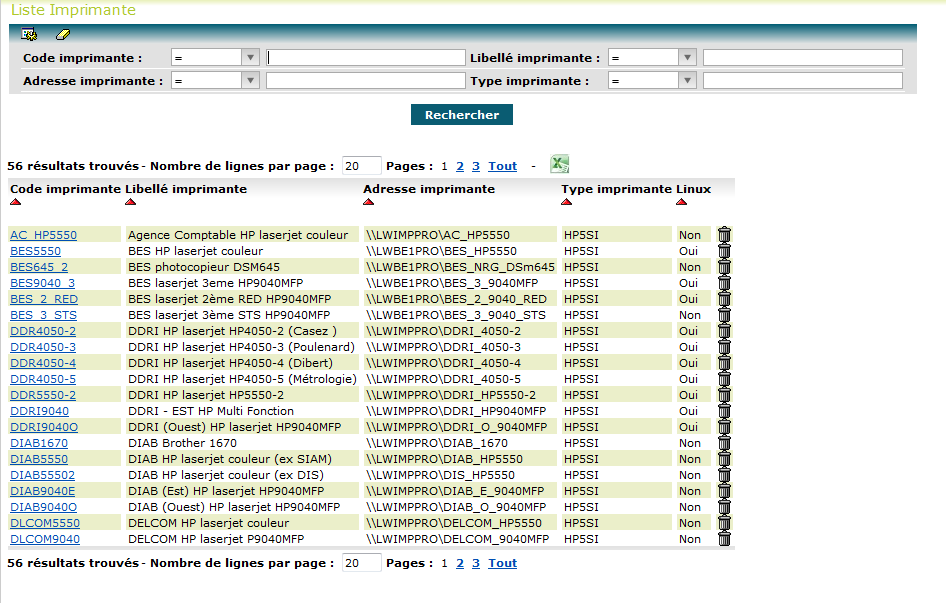 Liste Imprimante
Code imprimante : = Libellé imprimante : =
Adresse imprimante : = Type imprimante : =
Rechercher
56 résultats trouvés - Nombre de lignes par page : 20 Pages : 1 2 3 Tout -
Code imprimante Libellé imprimante Adresse imprimante Type imprimante Linux
AC_HP5550 Agence Comptable HP laserjet couleur \\LWIMPPRO\AC_HP5550 HP5SI Non
BES5550 BES HP laserjet couleur \\LWBE1PRO\BES_HP5550 HP5SI Oui
BES645_2 BES photocopieur DSM645 \\LWBE1PRO\BES_NRG_DSm645 HP5SI Non
BES9040_3 BES laserjet 3eme HP9040MFP \\LWBE1PRO\BES_3_9040MFP HP5SI Oui
BES_2_RED BES laserjet 2ème RED HP9040MFP \\LWBE1PRO\BES_2_9040_RED HP5SI Oui
BES_3_STS BES laserjet 3ème STS HP9040MFP \\LWBE1PRO\BES_3_9040_STS HP5SI Non
DDR4050-2 DDRI HP laserjet HP4050-2 (Casez ) \\LWIMPPRO\DDRI_4050-2 HP5SI Oui
DDR4050-3 DDRI HP laserjet HP4050-3 (Poulenard) \\LWIMPPRO\DDRI_4050-3 HP5SI Oui
DDR4050-4 DDRI HP laserjet HP4050-4 (Dibert) \\LWIMPPRO\DDRI_4050-4 HP5SI Oui
DDR4050-5 DDRI HP laserjet HP4050-5 (Métrologie) \\LWIMPPRO\DDRI_4050-5 HP5SI Oui
DDR5550-2 DDRI HP laserjet HP5550-2 \\LWIMPPRO\DDRI_HP5550-2 HP5SI Oui
DDRI9040 DDRI - EST HP Multi Fonction \\LWIMPPRO\DDRI_HP9040MFP HP5SI Oui
DDRI9040O DDRI (Ouest) HP laserjet HP9040MFP \\LWIMPPRO\DDRI_O_9040MFP HP5SI Oui
DIAB1670 DIAB Brother 1670 \\LWIMPPRO\DIAB_1670 HP5SI Non
DIAB5550 DIAB HP laserjet couleur (ex SIAM) \\LWIMPPRO\DIAB_HP5550 HP5SI Non
DIAB55502 DIAB HP laserjet couleur (ex DIS) \\LWIMPPRO\DIS_HP5550 HP5SI Non
DIAB9040E DIAB (Est) HP laserjet HP9040MFP \\LWIMPPRO\DIAB_E_9040MFP HP5SI Non
DIAB9040O DIAB (Ouest) HP laserjet HP9040MFP \\LWIMPPRO\DIAB_O_9040MFP HP5SI Non
DLCOM5550 DELCOM HP laserjet couleur \\LWIMPPRO\DELCOM_HP5550 HP5SI Non
DLCOM9040 DELCOM HP laserjet P9040MFP \\LWIMPPRO\DELCOM_9040MFP HP5SI Non
56 résultats trouvés - Nombre de lignes par page : 20 Pages : 1 2 3 Tout